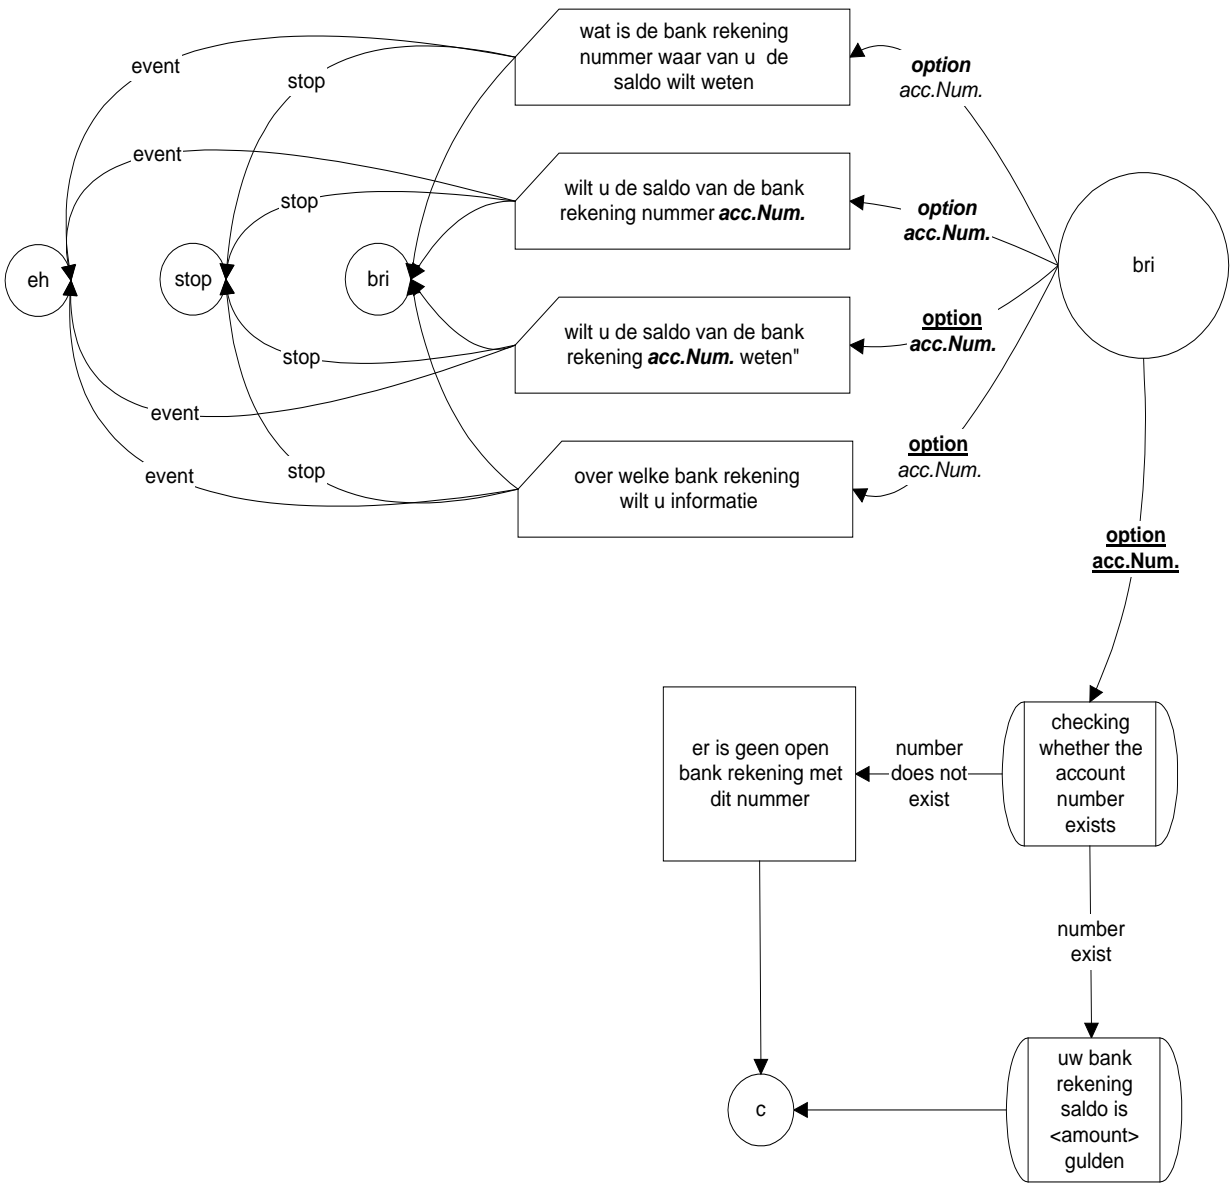 wat is de bank rekening
nummer waar van u de
saldo wilt weten
option
acc.Num.
event
stop
event
stop
wilt u de saldo van de bank
rekening nummer acc.Num.
option
acc.Num.
eh
stop
bri
bri
wilt u de saldo van de bank
rekening acc.Num. weten"
option
acc.Num.
stop
event
event
stop
over welke bank rekening
wilt u informatie
option
acc.Num.
option
acc.Num.
er is geen open
bank rekening met
dit nummer
number
does not
exist
checking
whether the
account
number
exists
number
exist
c
uw bank
rekening
saldo is
<amount>
gulden